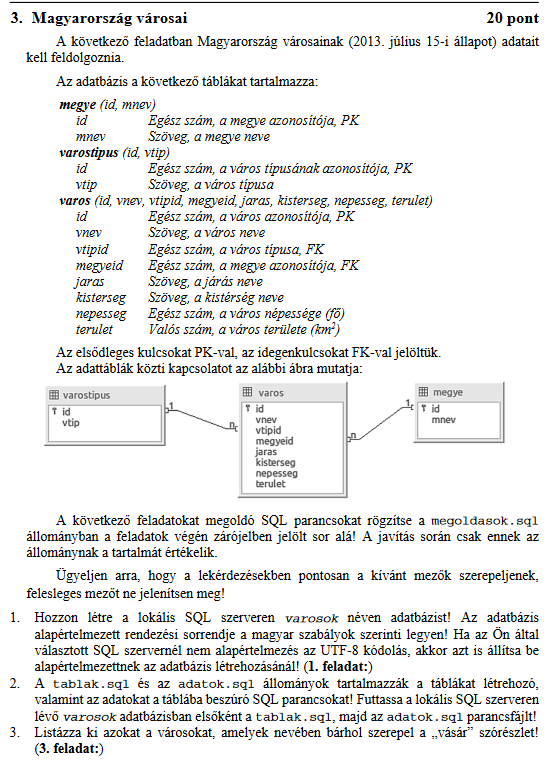 3. Magyarország városai 20 pont
A következő feladatban Magyarország városainak (2013. július 15-i állapot) adatait
kell feldolgoznia.
Az adatbázis a következő táblákat tartalmazza:
megye (id, mnev)
id Egész szám, a megye azonosítója, PK
mnev Szöveg, a megye neve
varostipus (id, vtip)
id Egész szám, a város típusának azonosítója, PK
vtip Szöveg, a város típusa
varos (id, vnev, vtipid, megyeid, jaras, kisterseg, nepesseg, terulet)
id Egész szám, a város azonosítója, PK
vnev Szöveg, a város neve
vtipid Egész szám, a város típusa, FK
megyeid Egész szám, a megye azonosítója, FK
jaras Szöveg, a járás neve
kisterseg Szöveg, a kistérség neve
nepesseg Egész szám, a város népessége (fő)
terulet Valós szám, a város területe (km²)
Az elsődleges kulcsokat PK-val, az idegenkulcsokat FK-val jelöltük.
Az adattáblák közti kapcsolatot az alábbi ábra mutatja:
varostipus
id
vtip
1
n
varos
id
vnev
vtipid
megyeid
jaras
kisterseg
nepesseg
terulet
n
1
megye
id
mnev
A következő feladatokat megoldó SQL parancsokat rögzítse a megoldasok.sql
állományban a feladatok végén zárójelben jelölt sor alá! A javítás során csak ennek az
állománynak a tartalmát értékelik.
Ügyeljen arra, hogy a lekérdezésekben pontosan a kívánt mezők szerepeljenek,
felesleges mezőt ne jelenítsen meg!
1. Hozzon létre a lokális SQL szerveren varosok néven adatbázist! Az adatbázis
alapértelmezett rendezési sorrendje a magyar szabályok szerinti legyen! Ha az Ön által
választott SQL szervernél nem alapértelmezés az UTF-8 kódolás, akkor azt is állítsa be
alapértelmezettnek az adatbázis létrehozásánál! (1. feladat:)
2. A tablak.sql és az adatok.sql állományok tartalmazzák a táblákat létrehozó,
valamint az adatokat a táblába beszúró SQL parancsokat! Futtassa a lokális SQL szerveren
lévő varosok adatbázisban elsőként a tablak.sql, majd az adatok.sql parancsfájlt!
3. Listázza ki azokat a városokat, amelyek nevében bárhol szerepel a „vásár” szórészlet!
(3. feladat:)